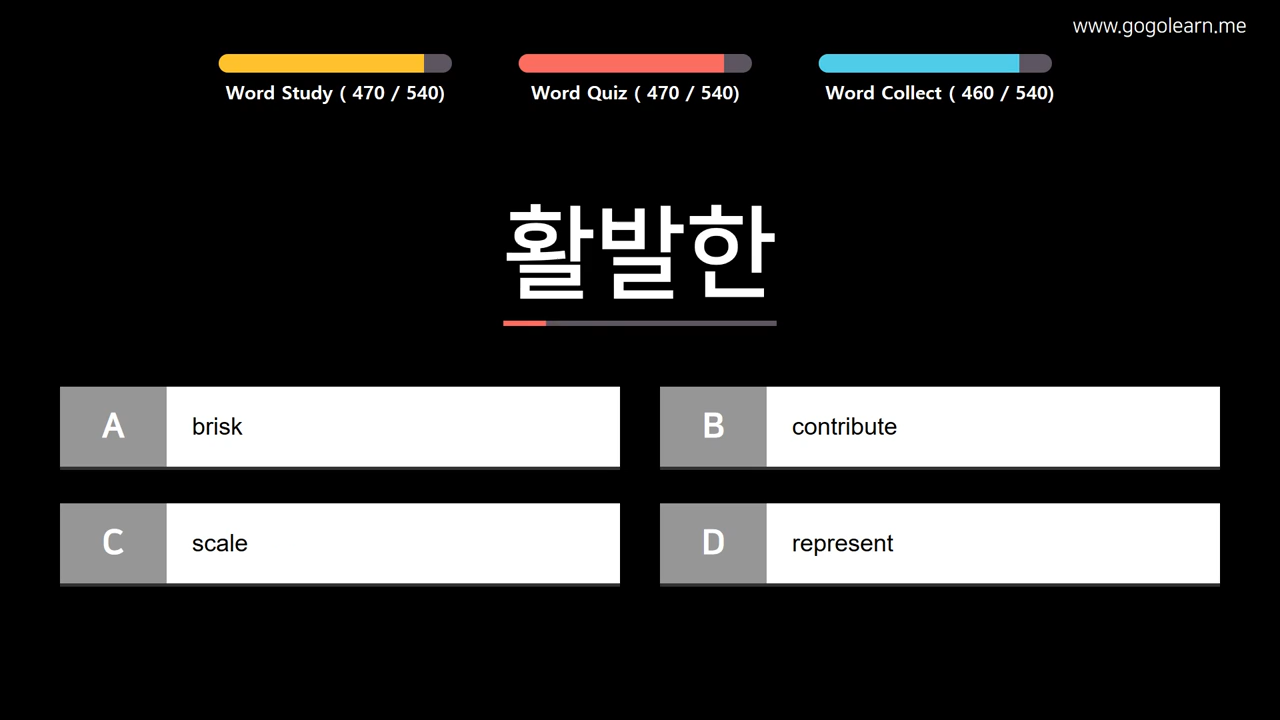 www.gogolearn.me
Word Study ( 470 / 540)
Word Quiz ( 470 / 540)
Word Collect ( 460 / 540)
활발한
A brisk
B contribute
C scale
D represent